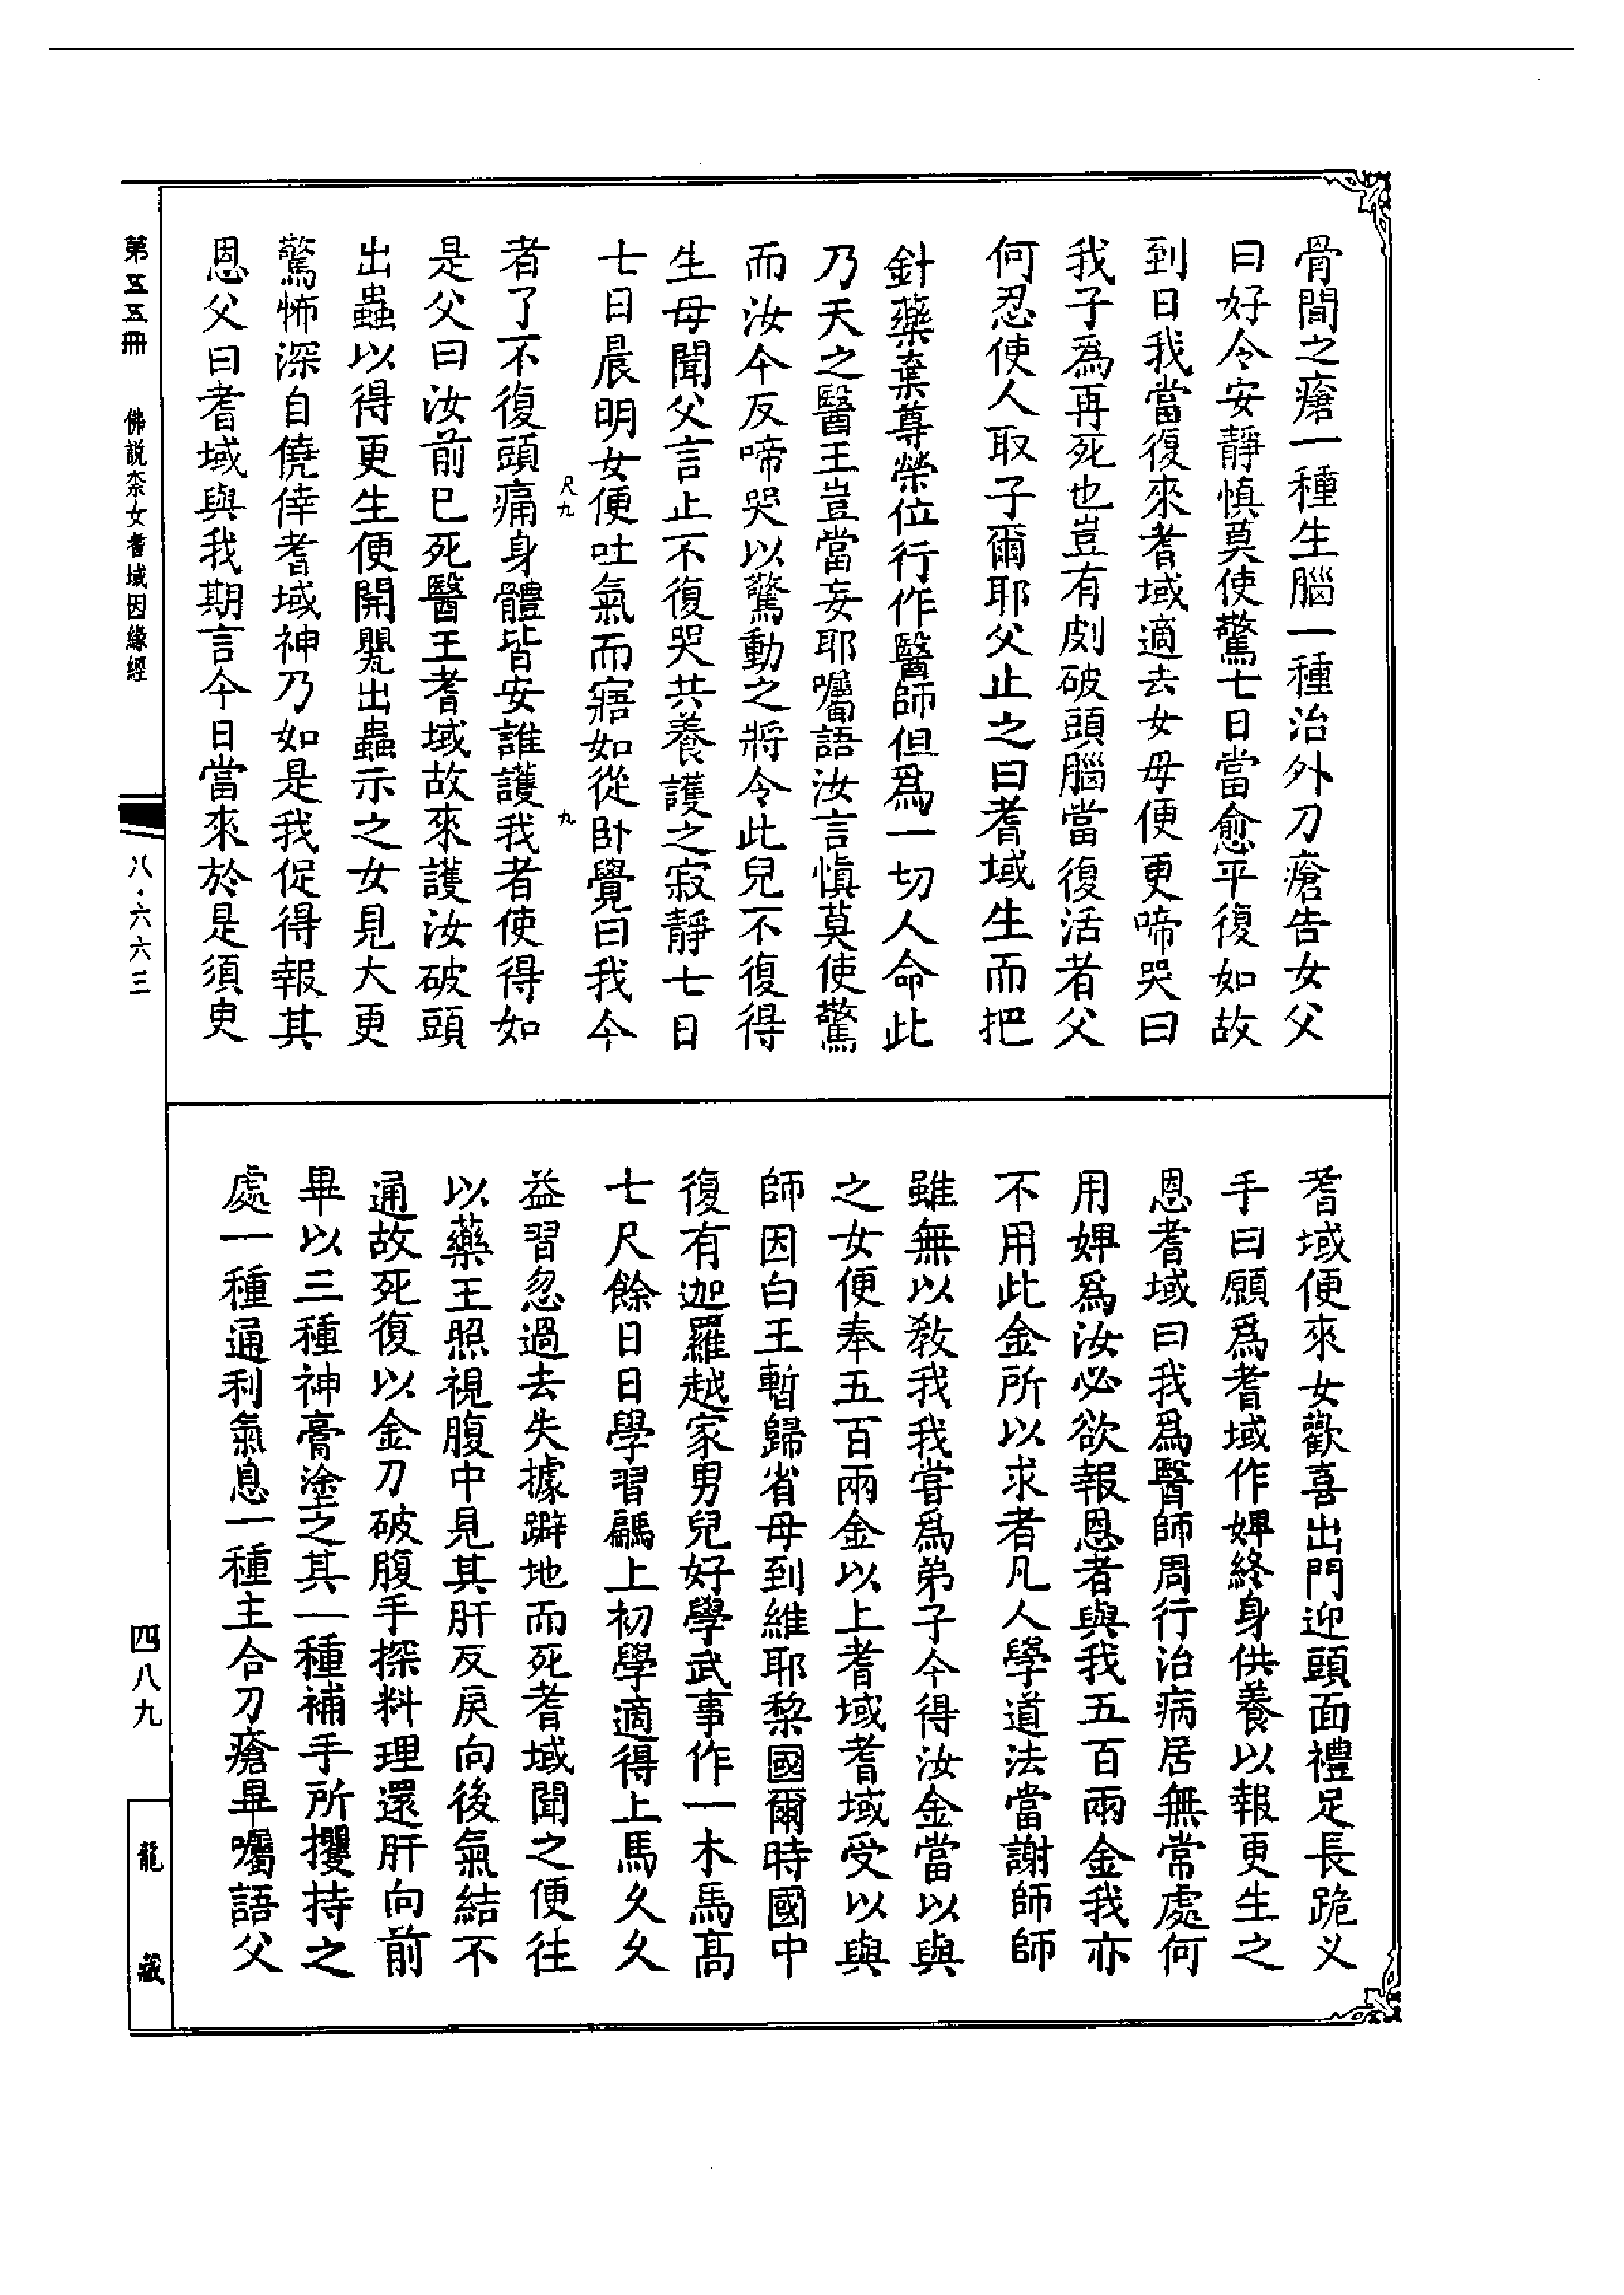 骨間之瘡一種生腦一種治外刀瘡告女父
曰好令安靜慎莫使驚七日當愈平復如故
到日我當復來耆域適去女母便更啼哭曰
我子爲再死也豈有剫破頭腦當復活者父
何忍使人取子爾耶父止之曰耆域生而把
針藥棄尊榮位行作醫師但爲一切人命此
乃天之醫王豈當妄耶囑語汝言慎莫使驚
而汝今反啼哭以驚動之將令此兒不復得
生母聞父言止不復哭共養護之寂靜七日
七日晨明女便吐氣而寤如從卧覺曰我今
尺九 九
者了不復頭痛身體皆安誰護我者使得如
是父曰汝前已死醫王耆域故來護汝破頭
出蟲以得更生便開甖出蟲示之女見大更
驚怖深自僥倖耆域神乃如是我促得報其
恩父曰耆域與我期言今日當來於是須臾
耆域便來女歡喜出門迎頭面禮足長跪义
手曰願爲耆域作婢終身供養以報更生之
恩耆域曰我爲醫師周行治病居無常處何
用婢爲汝必欲報恩者與我五百兩金我亦
不用此金所以求者凡人學道法當謝師師
雖無以教我我嘗爲弟子今得汝金當以與
之女便奉五百兩金以上耆域耆域受以與
師因白王暫歸省母到維耶黎國爾時國中
復有迦羅越家男兒好學武事作一木馬高
七尺餘日日學習騙上初學適得上馬久久
益習忽過去失據躃地而死耆域聞之便往
以藥王照視腹中見其肝反戾向後氣結不
通故死復以金刀破腹手探料理還肝向前
畢以三種神膏塗之其一種補手所攫持之
處一種通利氣息一種主合刀瘡畢囑語父
第五五冊 佛說柰女耆域因緣經
八·六六三
四八九
龍藏